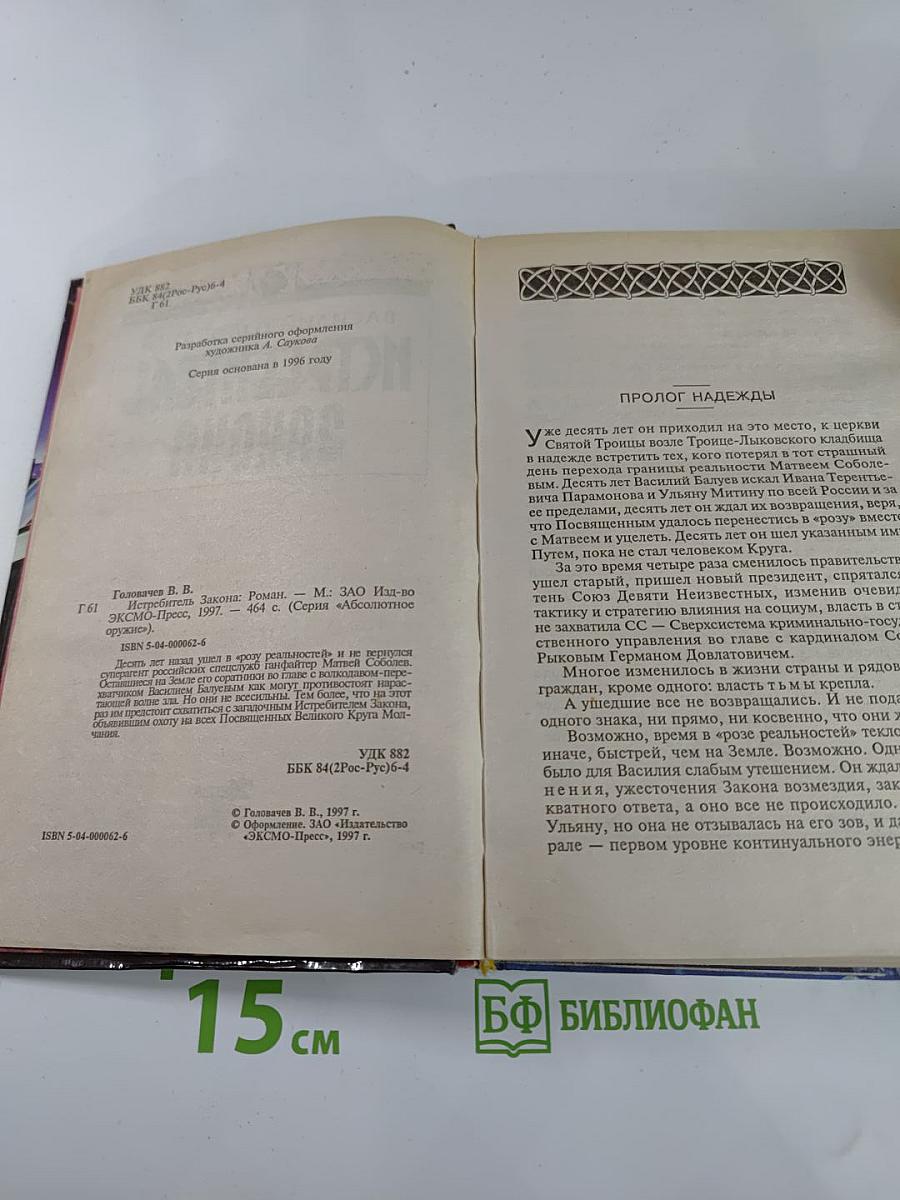 УДК 882
ББК 84(2Рос-Рус)6-4
Г 61
Разработка серийного оформления
художника А. Саукова
Серия основана в 1996 году
Головачев В. В.
Г 61 Истребитель Закона: Роман. — М.: ЗАО Изд-во
ЭКСМО-Пресс, 1997. — 464 с. (Серия «Абсолютное
оружие»).
ISBN 5-04-000062-6
Десять лет назад ушел в «розу реальностей» и не вернулся
суперагент российских спецслужб ганфайтер Матвей Соболев.
Оставшиеся на Земле его соратники во главе с волкодавом-пере-
хватчиком Василием Балуевым как могут противостоят нарас-
тающей волне зла. Но они не всесильны. Тем более, что на этот
раз им предстоит схватиться с загадочным Истребителем Закона,
объявившим охоту на всех Посвященных Великого Круга Мол-
чания.
УДК 882
ББК 84(2Рос-Рус)6-4
© Головачев В. В., 1997 г.
© Оформление. ЗАО «Издательство
«ЭКСМО-Пресс», 1997 г.
ISBN 5-04-000062-6
ПРОЛОГ НАДЕЖДЫ
Уже десять лет он приходил на это место, к церкви
Святой Троицы возле Троице-Лыковского кладбища
в надежде встретить тех, кого потерял в тот страшный
день перехода границы реальности Матвеем Соболе-
вым. Десять лет Василий Балуев искал Ивана Терентье-
вича Парамонова и Ульяну Митину по всей России и за
ее пределами, десять лет он ждал их возвращения, веря,
что Посвященным удалось перенестись в «розу» вместе
с Матвеем и уцелеть. Десять лет он шел указанным им
Путем, пока не стал человеком Круга.
За это время четыре раза сменилось правительств
ушел старый, пришел новый президент, спрятался
тень Союз Девяти Неизвестных, изменив очевид
тактику и стратегию влияния на социум, власть в ст
не захватила СС — Сверхсистема криминально-госу
ственного управления во главе с кардиналом Со
Рыковым Германом Довлатовичем.
Многое изменилось в жизни страны и рядов
граждан, кроме одного: власть т ь м ы крепла.
А ушедшие все не возвращались. И не пода
одного знака, ни прямо, ни косвенно, что они ж
Возможно, время в «розе реальностей» текло
иначе, быстрей, чем на Земле. Возможно. Одн
было для Василия слабым утешением. Он ждал
н е н и я, ужесточения Закона возмездия, зак
кватного ответа, а оно все не происходило.
Ульяну, но она не отзывалась на его зов, и да
рале — первом уровне континуального энер
15 см
БФ БИБЛИОФАН